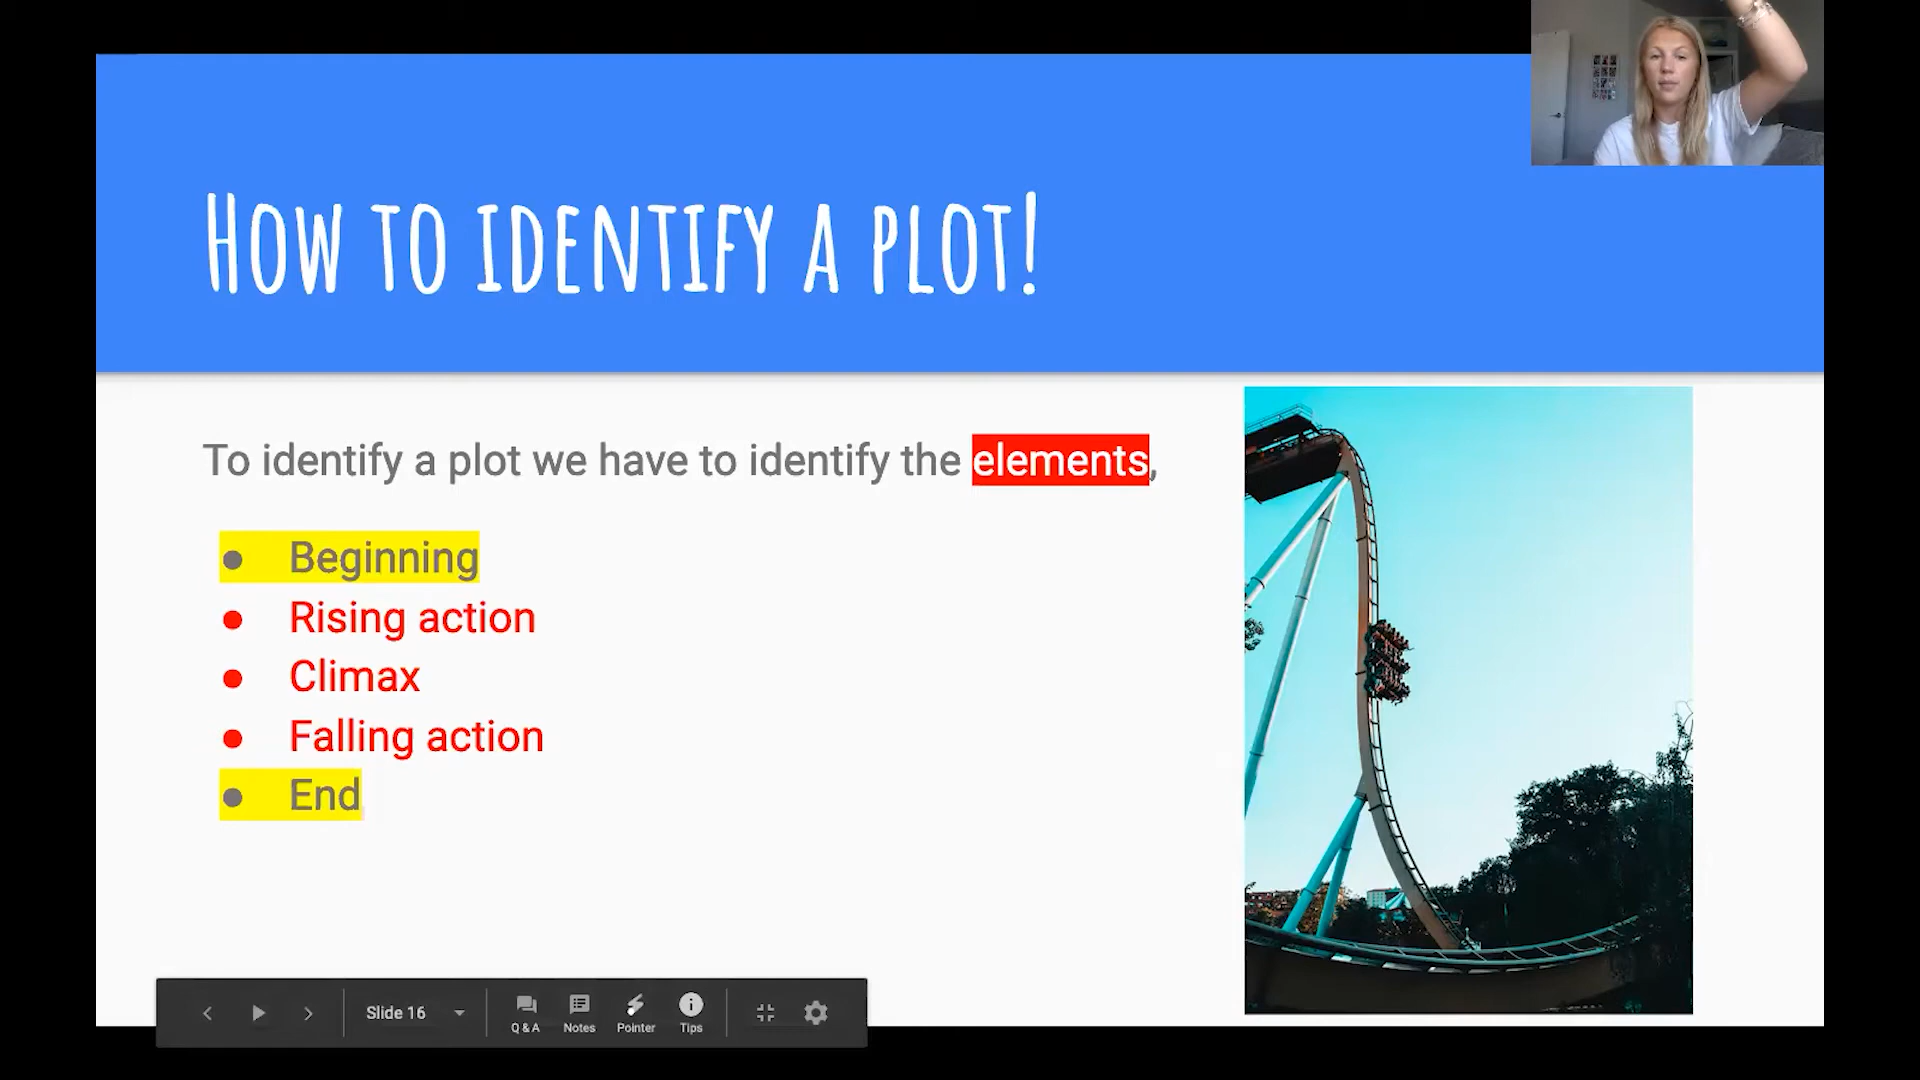 How to identify a plot!
To identify a plot we have to identify the elements,
● Beginning
● Rising action
● Climax
● Falling action
● End
Slide 16
Q & A
Notes
Pointer
Tips